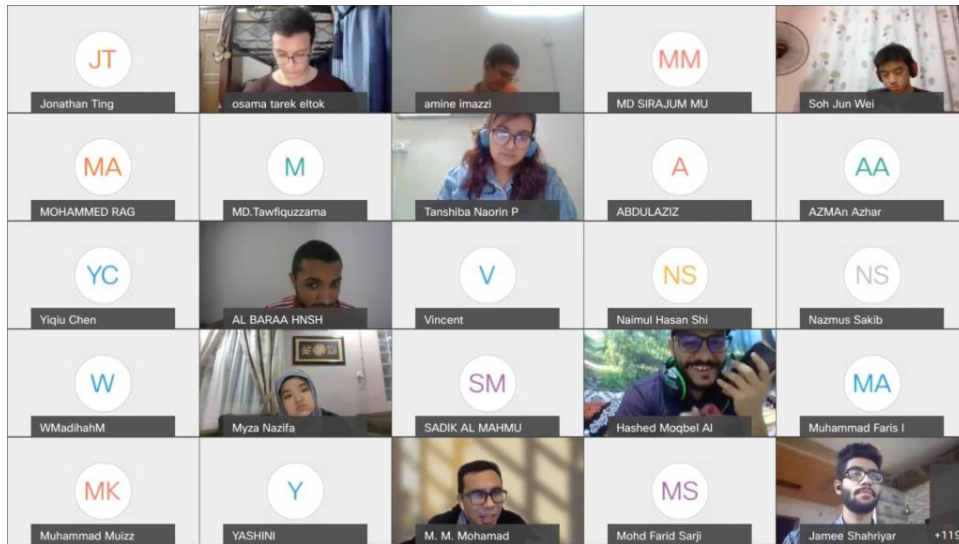 JT
Jonathan Ting
osama tarek eltok
amine imazzi
MM
MD SIRAJUM MU
Soh Jun Wei
MA
MOHAMMED RAG
M
MD.Tawfiquzzama
Tanshiba Naorin P
A
ABDULAZIZ
AA
AZMAn Azhar
YC
Yiqiu Chen
AL BARAA HNSH
V
Vincent
NS
Naimul Hasan Shi
NS
Nazmus Sakib
W
WMadihahM
Myza Nazifa
SM
SADIK AL MAHMU
Hashed Moqbel Al
MA
Muhammad Faris I
MK
Muhammad Muizz
Y
YASHINI
M. M. Mohamad
MS
Mohd Farid Sarji
Jamee Shahriyar
+119